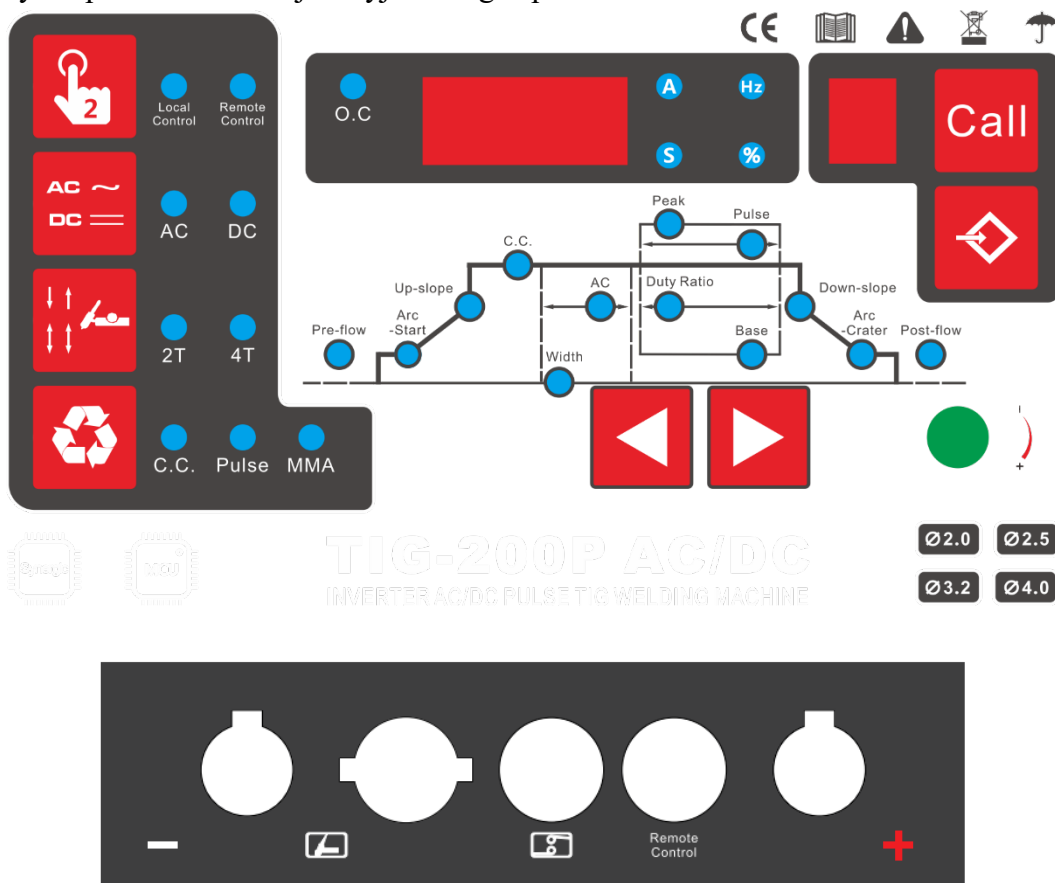 CE
2
Local
Control
Remote
Control
O.C
A
Hz
S
%
Call
AC
DC
AC
DC
Peak
Pulse
C.C.
Up-slope
AC
Duty Ratio
Down-slope
Arc
-Start
Arc
-Crater
Pre-flow
Post-flow
Base
Width
2T
4T
C.C.
Pulse
MMA
TIG-200P AC/DC
INVERTER AC/DC PULSE TIG WELDING MACHINE
MCU
Ø2.0
Ø2.5
Ø3.2
Ø4.0
Remote
Control